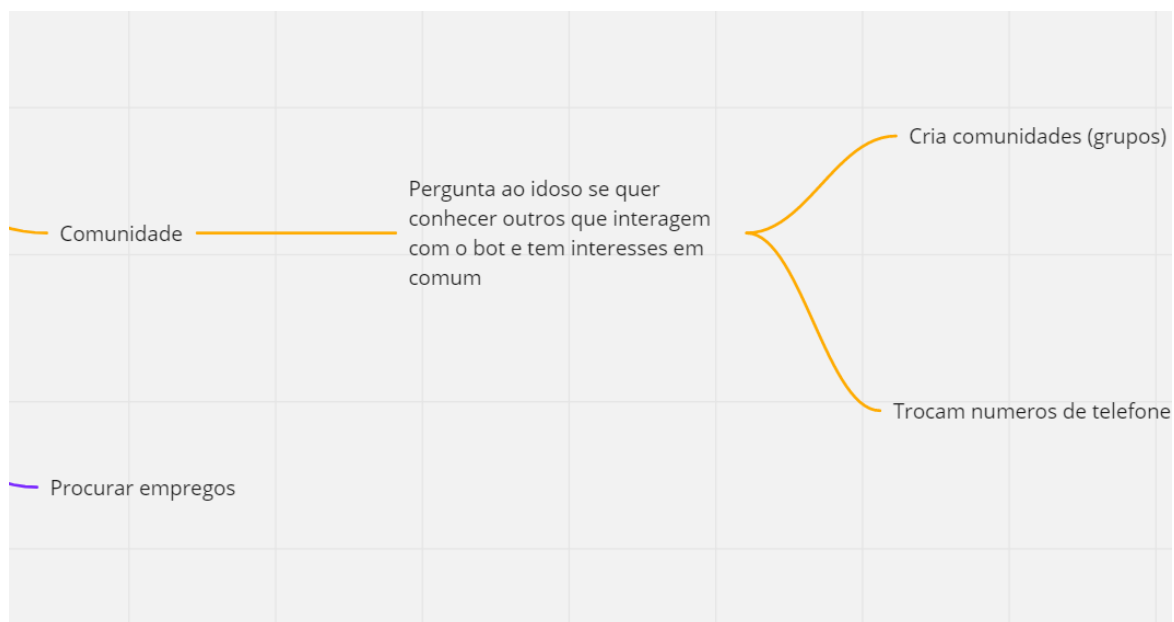 Cria comunidades (grupos)
Comunidade
Pergunta ao idoso se quer
conhecer outros que interagem
com o bot e tem interesses em
comum
Trocam numeros de telefone
Procurar empregos